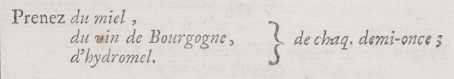 Prenez du miel ,
du vin de Bourgogne, } de chaq. demi-once ;
d'hydromel.